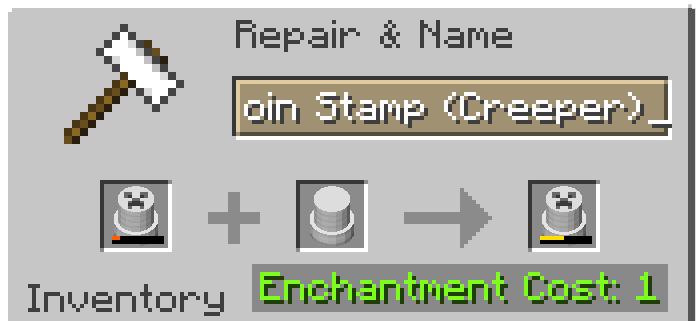 Repair & Name
oin Stamp (Creeper)_
Enchantment Cost: 1
Inventory